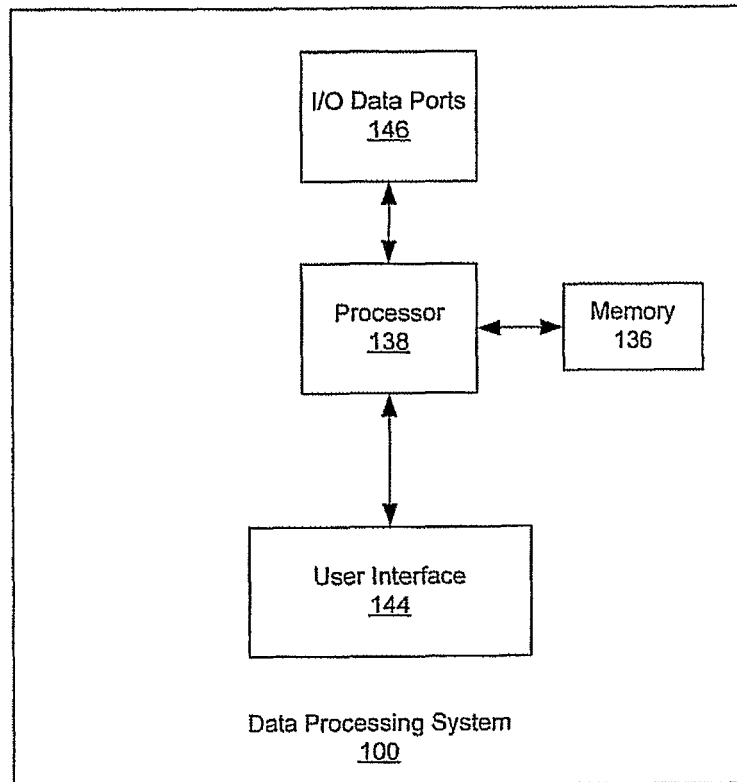 I/O Data Ports
146
Processor
138
Memory
136
User Interface
144
Data Processing System
100